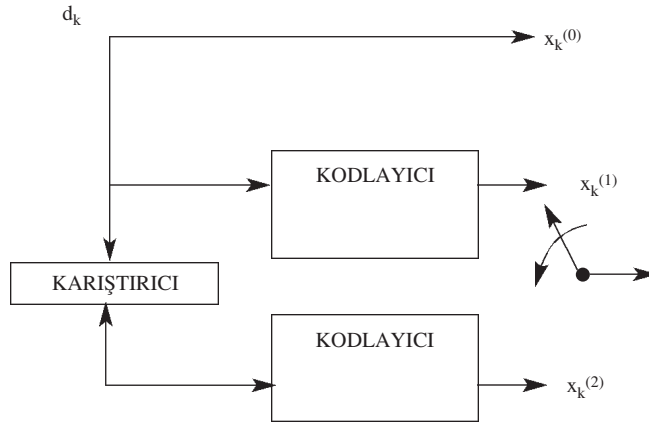 d_k
x_k^(0)
KODLAYICI
x_k^(1)
KARIŞTIRICI
KODLAYICI
x_k^(2)